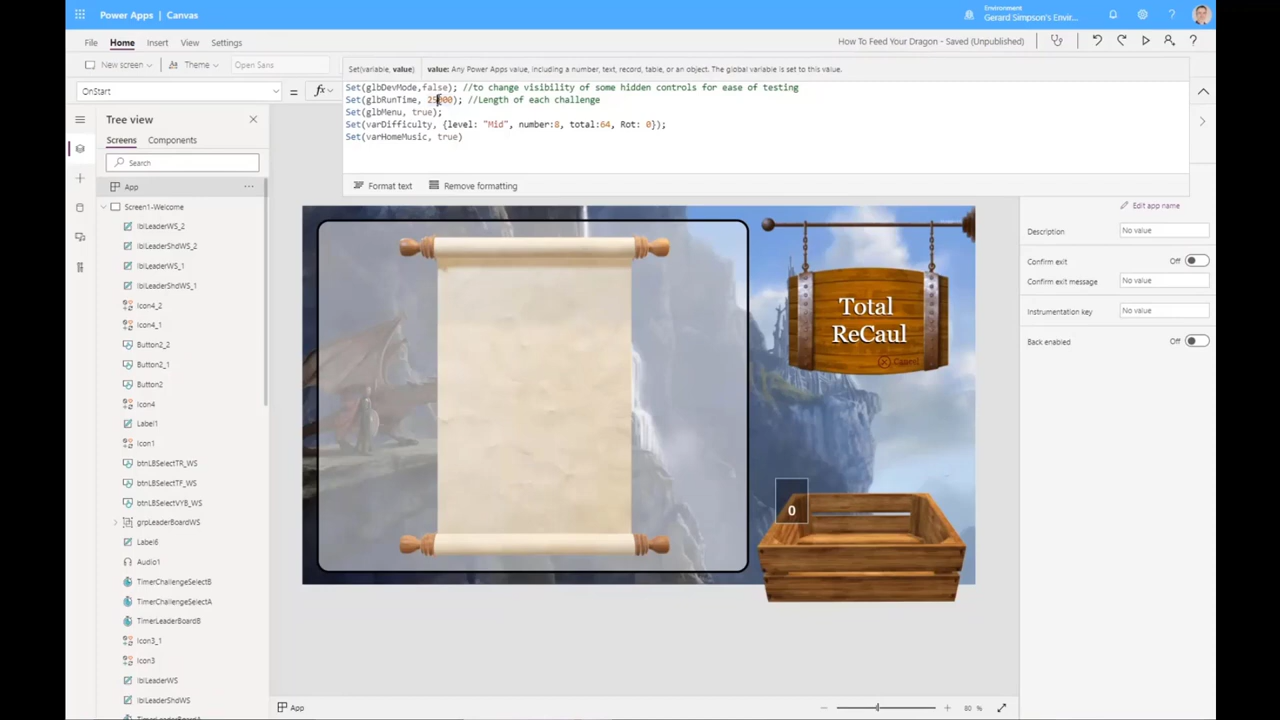 Power Apps | Canvas
Environment
Gerard Simpson's Envir...
File Home Insert View Settings
How To Feed Your Dragon - Saved (Unpublished)
New screen Theme Open Sans
Set(variable, value) value: Any Power Apps value, including a number, text, record, table, or an object. The global variable is set to this value.
OnStart = fx
Set(glbDevMode,false); //to change visibility of some hidden controls for ease of testing
Set(glbRunTime, 25000); //Length of each challenge
Set(glbMenu, true);
Set(varDifficulty, {level: "Mid", number:8, total:64, Rot: 0});
Set(varHomeMusic, true)
Format text Remove formatting
Tree view
Screens Components
Search
App
Screen1-Welcome
lblLeaderWS_2
lblLeaderShdWS_2
lblLeaderWS_1
lblLeaderShdWS_1
Icon4_2
Icon4_1
Button2_2
Button2_1
Button2
Icon4
Label1
Icon1
btnLBSelectTR_WS
btnLBSelectTF_WS
btnLBSelectVYB_WS
grpLeaderBoardWS
Label6
Audio1
TimerChallengeSelectB
TimerChallengeSelectA
TimerLeaderBoardB
Icon3_1
Icon3
lblLeaderWS
lblLeaderShdWS
TimerLeaderBoardA
Total
ReCaul
Cancel
0
Edit app name
Description No value
Confirm exit Off
Confirm exit message No value
Instrumentation key No value
Back enabled Off
App
80 %